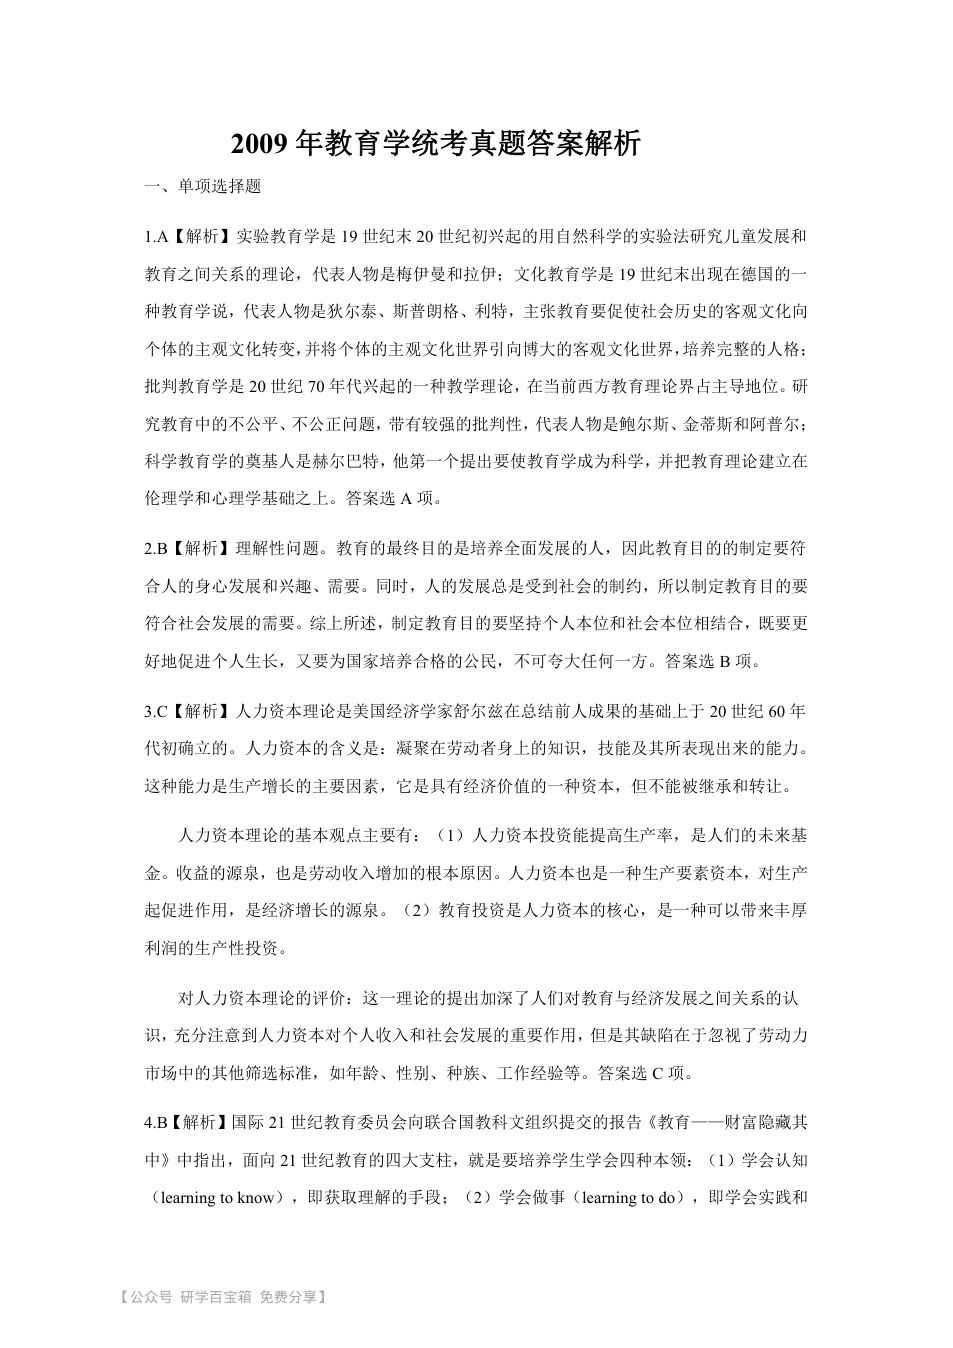 2009 年教育学统考真题答案解析
一、单项选择题
1.A【解析】实验教育学是 19 世纪末 20 世纪初兴起的用自然科学的实验法研究儿童发展和
教育之间关系的理论，代表人物是梅伊曼和拉伊；文化教育学是 19 世纪末出现在德国的一
种教育学说，代表人物是狄尔泰、斯普朗格、利特，主张教育要促使社会历史的客观文化向
个体的主观文化转变，并将个体的主观文化世界引向博大的客观文化世界，培养完整的人格；
批判教育学是 20 世纪 70 年代兴起的一种教学理论，在当前西方教育理论界占主导地位。研
究教育中的不公平、不公正问题，带有较强的批判性，代表人物是鲍尔斯、金蒂斯和阿普尔；
科学教育学的奠基人是赫尔巴特，他第一个提出要使教育学成为科学，并把教育理论建立在
伦理学和心理学基础之上。答案选 A 项。
2.B【解析】理解性问题。教育的最终目的是培养全面发展的人，因此教育目的的制定要符
合人的身心发展和兴趣、需要。同时，人的发展总是受到社会的制约，所以制定教育目的要
符合社会发展的需要。综上所述，制定教育目的要坚持个人本位和社会本位相结合，既要更
好地促进个人生长，又要为国家培养合格的公民，不可夸大任何一方。答案选 B 项。
3.C【解析】人力资本理论是美国经济学家舒尔兹在总结前人成果的基础上于 20 世纪 60 年
代初确立的。人力资本的含义是：凝聚在劳动者身上的知识，技能及其所表现出来的能力。
这种能力是生产增长的主要因素，它是具有经济价值的一种资本，但不能被继承和转让。
人力资本理论的基本观点主要有：（1）人力资本投资能提高生产率，是人们的未来基
金。收益的源泉，也是劳动收入增加的根本原因。人力资本也是一种生产要素资本，对生产
起促进作用，是经济增长的源泉。（2）教育投资是人力资本的核心，是一种可以带来丰厚
利润的生产性投资。
对人力资本理论的评价：这一理论的提出加深了人们对教育与经济发展之间关系的认
识，充分注意到人力资本对个人收入和社会发展的重要作用，但是其缺陷在于忽视了劳动力
市场中的其他筛选标准，如年龄、性别、种族、工作经验等。答案选 C 项。
4.B【解析】国际 21 世纪教育委员会向联合国教科文组织提交的报告《教育——财富隐藏其
中》中指出，面向 21 世纪教育的四大支柱，就是要培养学生学会四种本领：（1）学会认知
（learning to know），即获取理解的手段；（2）学会做事（learning to do），即学会实践和
【公众号 研学百宝箱 免费分享】